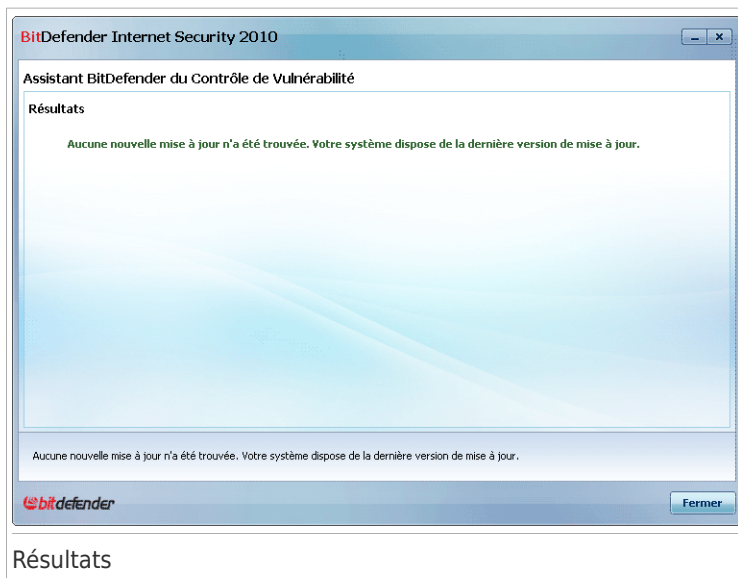 BitDefender Internet Security 2010
Assistant BitDefender du Contrôle de Vulnérabilité
Résultats
Aucune nouvelle mise à jour n'a été trouvée. Votre système dispose de la dernière version de mise à jour.
Aucune nouvelle mise à jour n'a été trouvée. Votre système dispose de la dernière version de mise à jour.
bitdefender
Fermer
Résultats